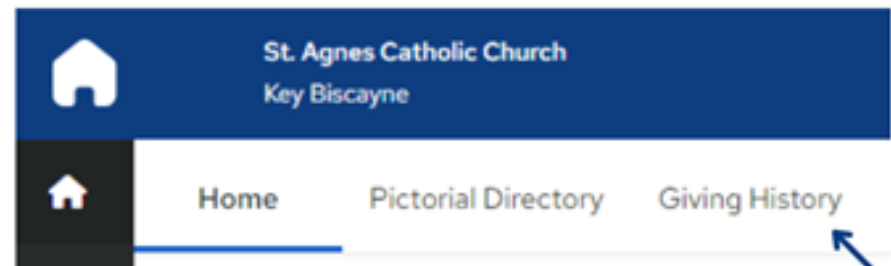 St. Agnes Catholic Church
Key Biscayne
Home Pictorial Directory Giving History